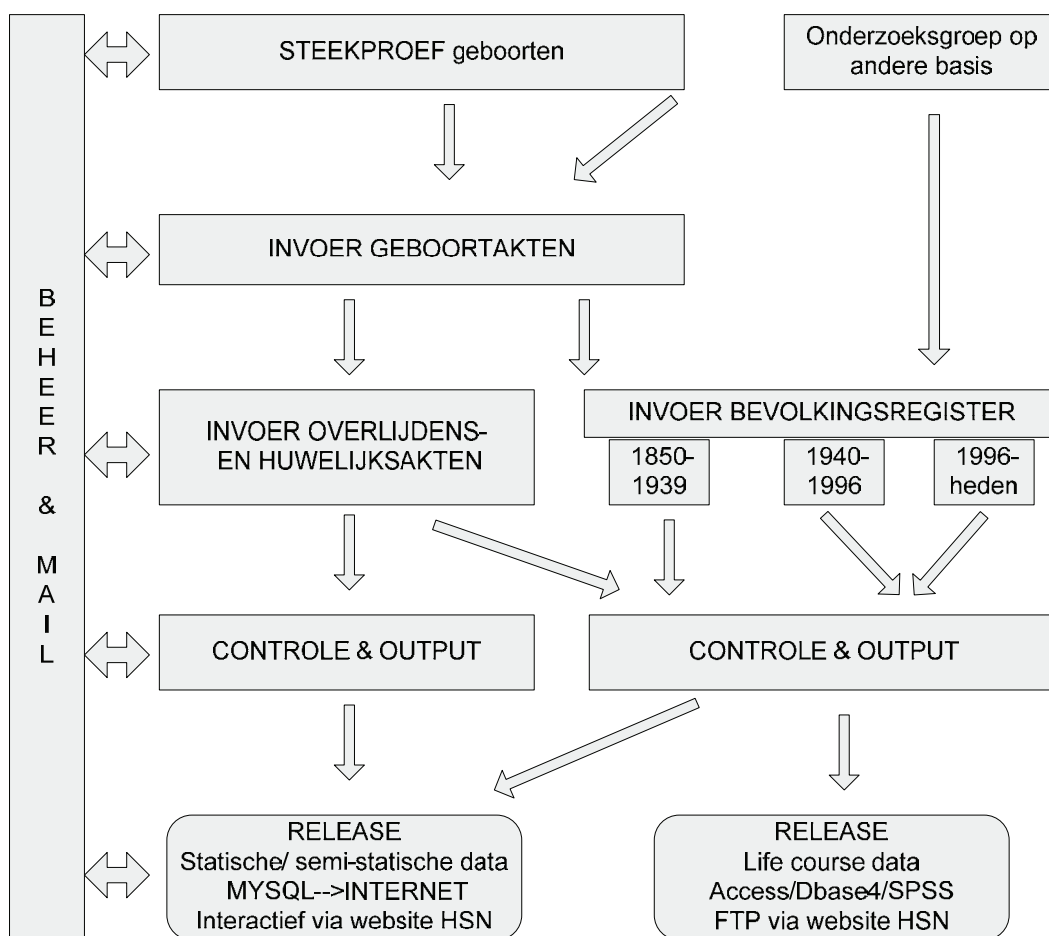 STEEKPROEF geboorten
Onderzoeksgroep op
andere basis
INVOER GEBOORTAKTEN
BEHEER & MAIL
INVOER OVERLIJDENS-
EN HUWELIJKSAKTEN
INVOER BEVOLKINGSREGISTER
1850-
1939
1940-
1996
1996-
heden
CONTROLE & OUTPUT
CONTROLE & OUTPUT
RELEASE
Statische/ semi-statische data
MYSQL-->INTERNET
Interactief via website HSN
RELEASE
Life course data
Access/Dbase4/SPSS
FTP via website HSN